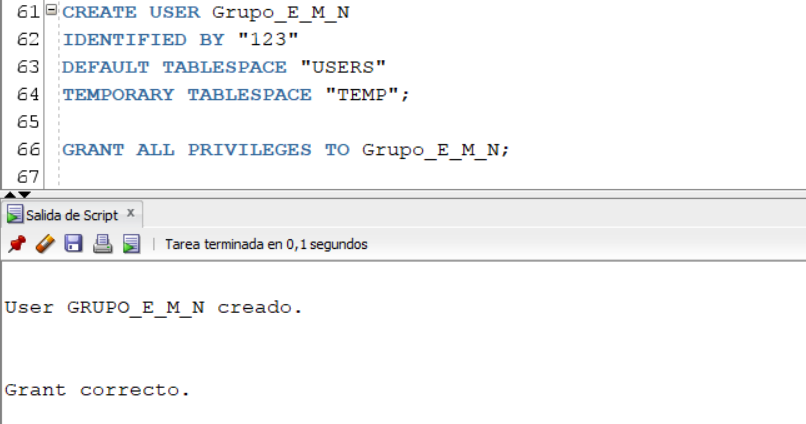 61 CREATE USER Grupo_E_M_N
62 IDENTIFIED BY "123"
63 DEFAULT TABLESPACE "USERS"
64 TEMPORARY TABLESPACE "TEMP";
65
66 GRANT ALL PRIVILEGES TO Grupo_E_M_N;
67
Salida de Script x
Tarea terminada en 0,1 segundos
User GRUPO_E_M_N creado.
Grant correcto.